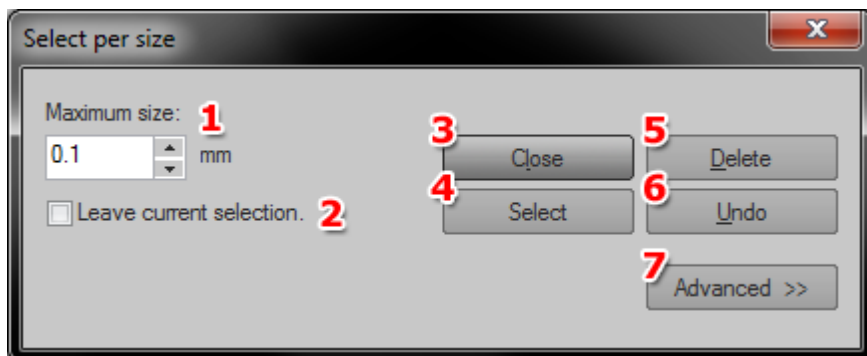 Select per size
Maximum size: 1
0.1 mm
Leave current selection. 2
3 Close
5 Delete
4 Select
6 Undo
7 Advanced >>